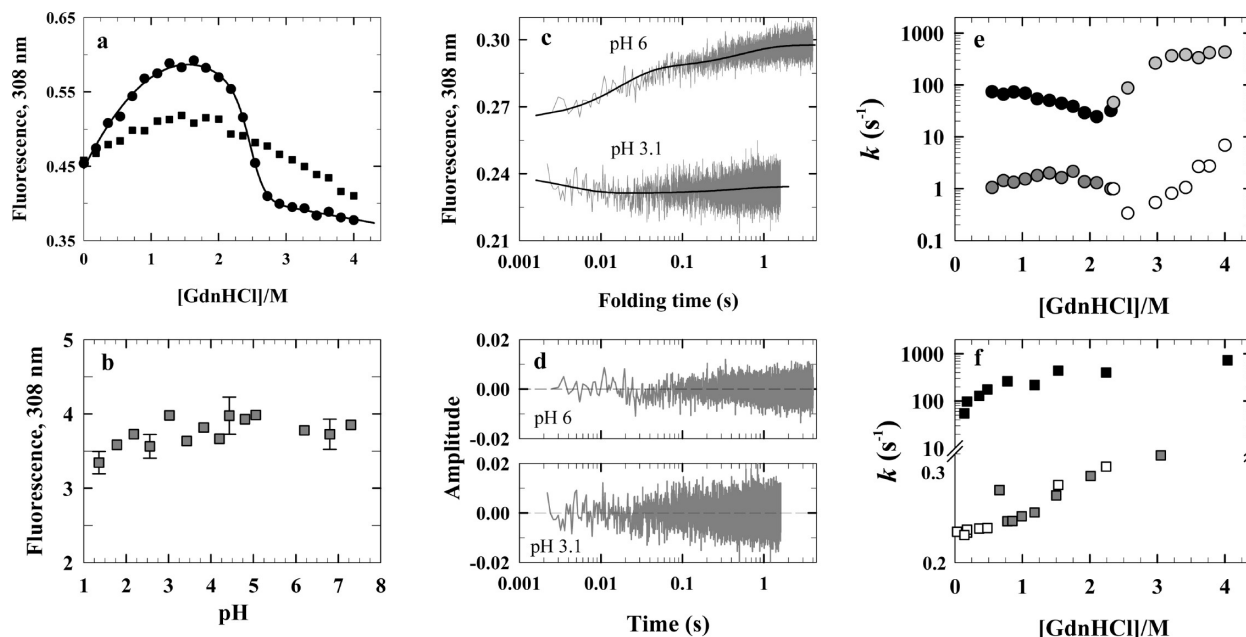 a
Fluorescence, 308 nm
0.65
0.55
0.45
0.35
0 1 2 3 4
[GdnHCl]/M
b
Fluorescence, 308 nm
5
4
3
2
1 2 3 4 5 6 7 8
pH
c
Fluorescence, 308 nm
0.30
0.27
0.24
0.21
pH 6
pH 3.1
0.001 0.01 0.1 1
Folding time (s)
d
Amplitude
0.02
0.00
-0.02
pH 6
0.02
0.00
-0.02
pH 3.1
0.001 0.01 0.1 1
Time (s)
e
k (s⁻¹)
1000
100
10
1
0.1
0 1 2 3 4
[GdnHCl]/M
f
k (s⁻¹)
1000
100
10
0.3
0.2
0 1 2 3 4
[GdnHCl]/M